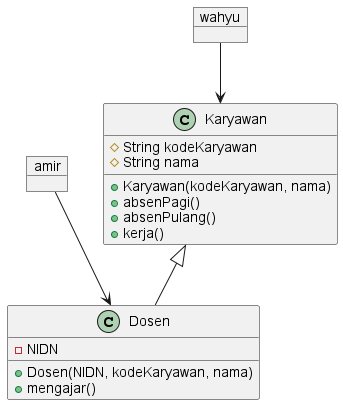 wahyu
C Karyawan
String kodeKaryawan
String nama
Karyawan(kodeKaryawan, nama)
absenPagi()
absenPulang()
kerja()
amir
C Dosen
NIDN
Dosen(NIDN, kodeKaryawan, nama)
mengajar()